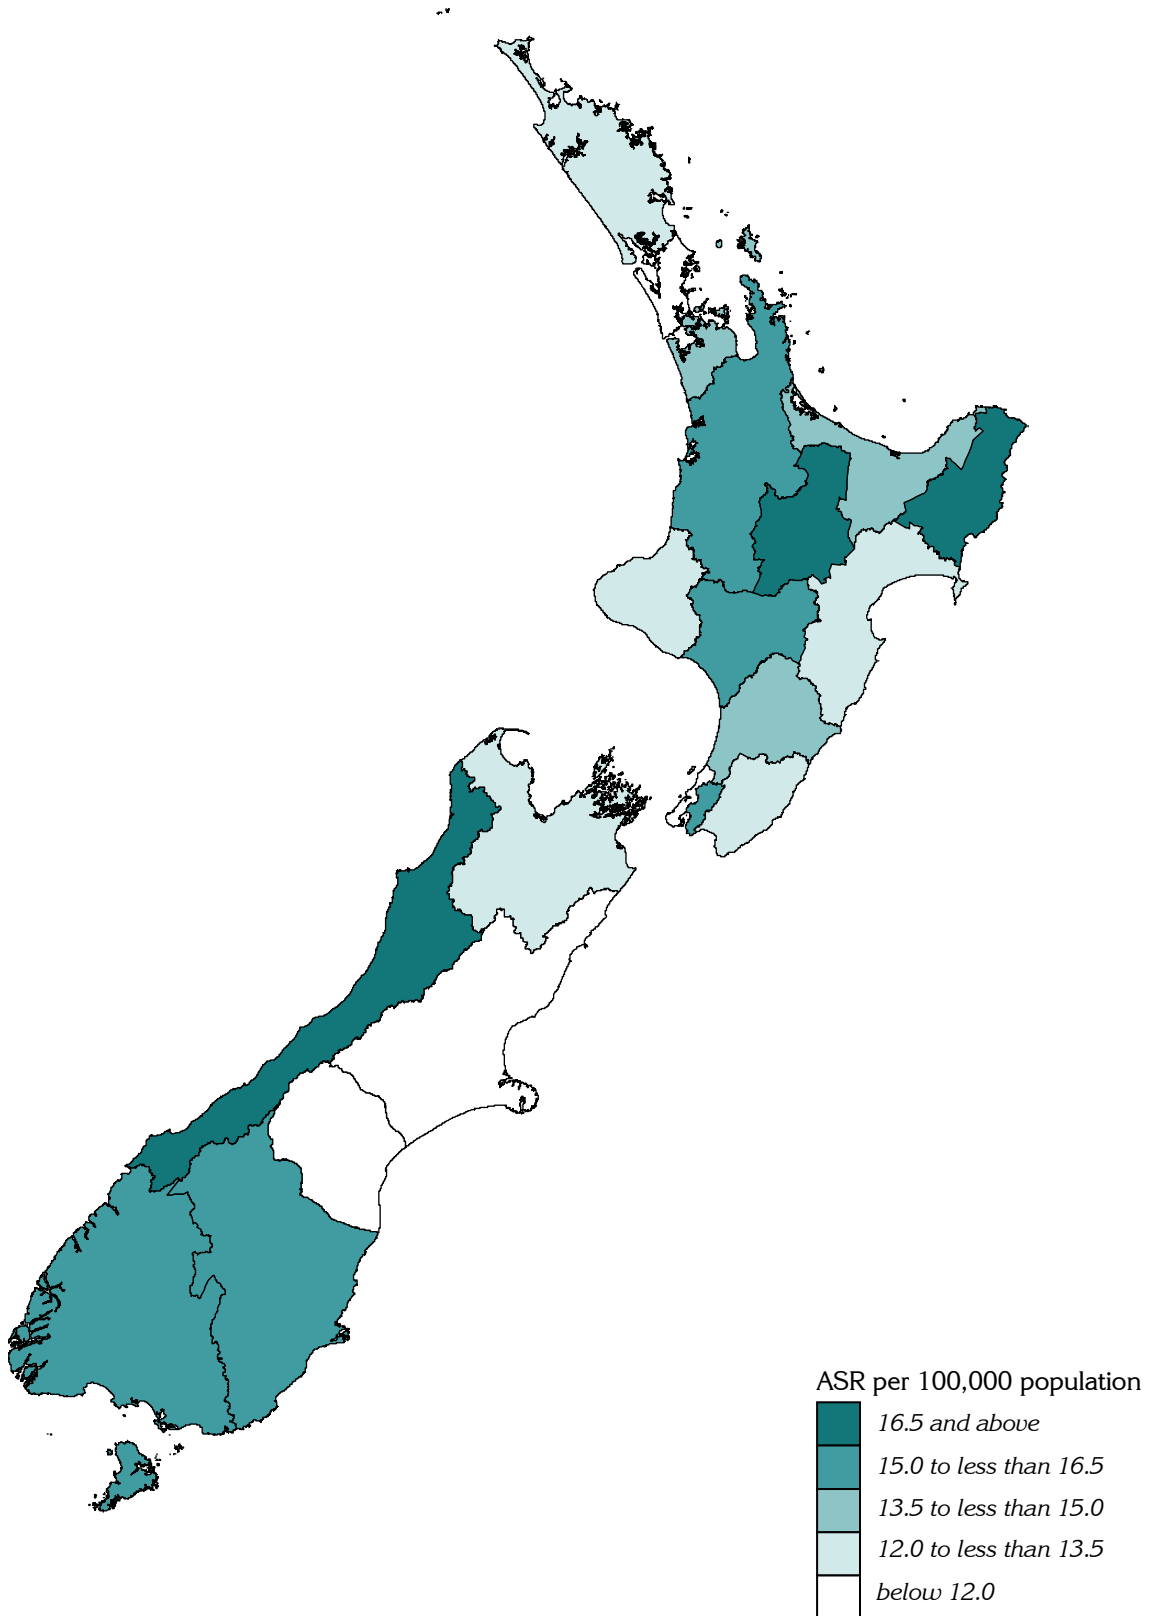 ASR per 100,000 population
16.5 and above
15.0 to less than 16.5
13.5 to less than 15.0
12.0 to less than 13.5
below 12.0